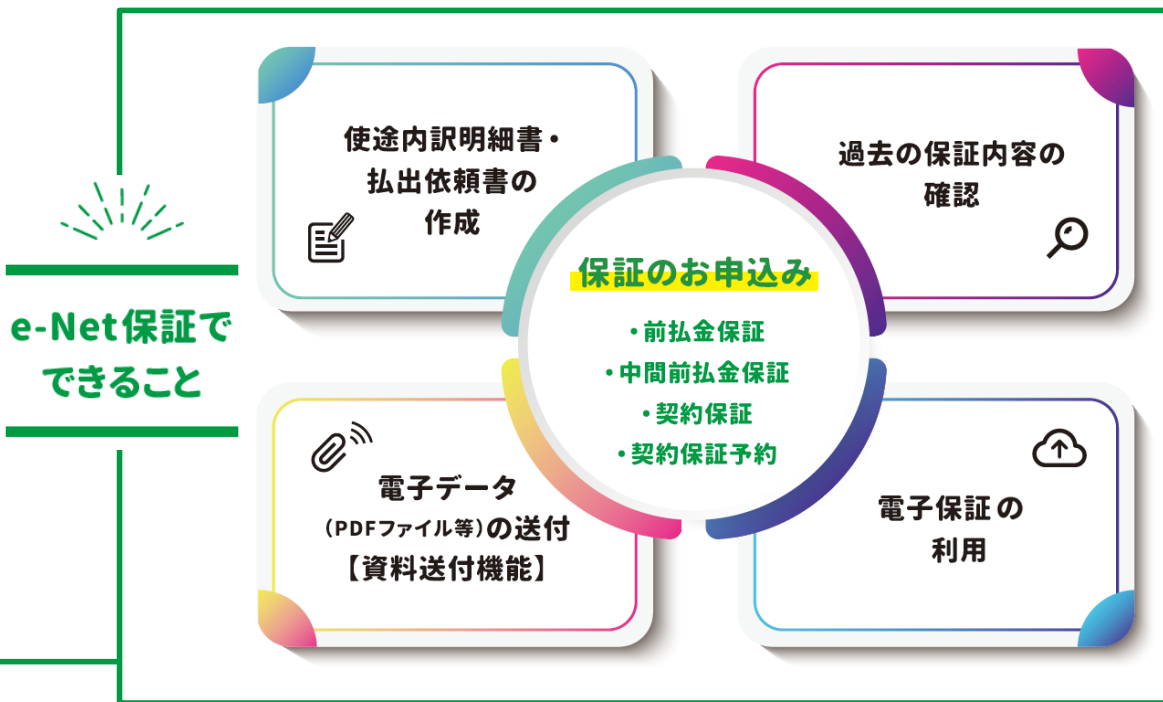 e-Net保証で
できること
使途内訳明細書・
払出依頼書の
作成
過去の保証内容の
確認
保証のお申込み
・前払金保証
・中間前払金保証
・契約保証
・契約保証予約
電子データ
（PDFファイル等）の送付
【資料送付機能】
電子保証の
利用